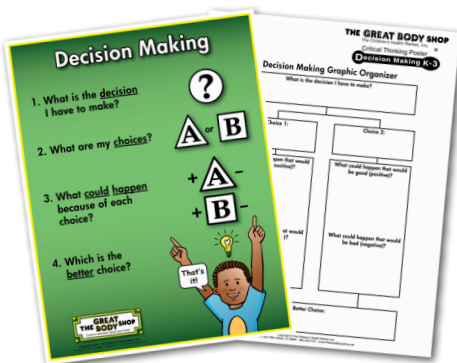 Decision Making
1. What is the decision
I have to make?
?
2. What are my choices?
A or B
3. What could happen
because of each
choice?
+ A -
+ B -
4. Which is the
better choice?
That's
it!
THE GREAT
BODY SHOP
THE GREAT BODY SHOP
The Children's Health Market, Inc.
Critical Thinking Poster
Decision Making K-3
Decision Making Graphic Organizer
What is the decision I have to make?
Choice 1:
Choice 2:
happen that would
(positive)?
What could happen that would
be good (positive)?
What could happen that would
be bad (negative)?
Better Choice: